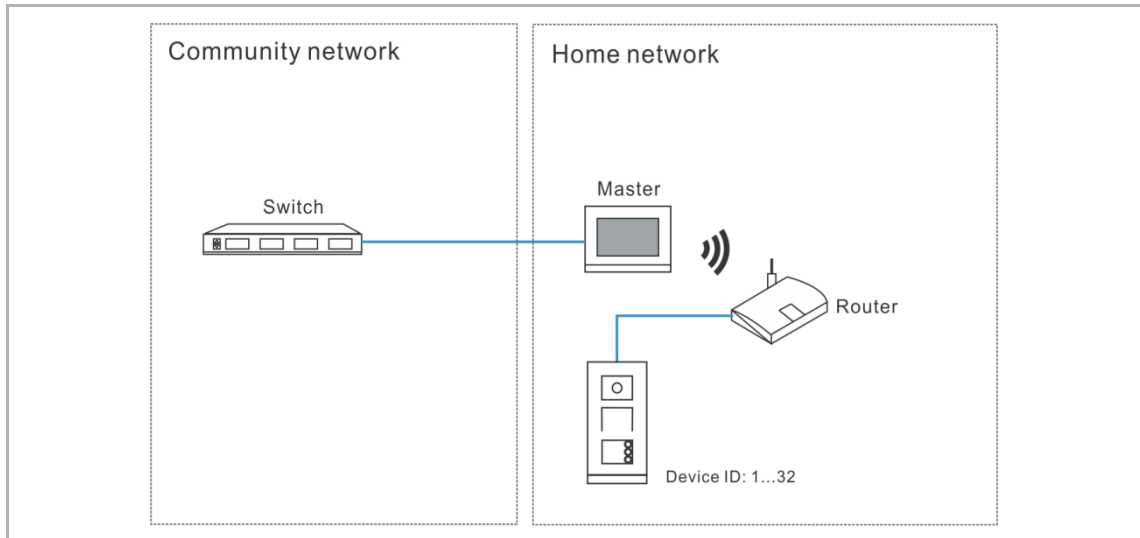 Community network
Home network
Switch
Master
Router
Device ID: 1...32